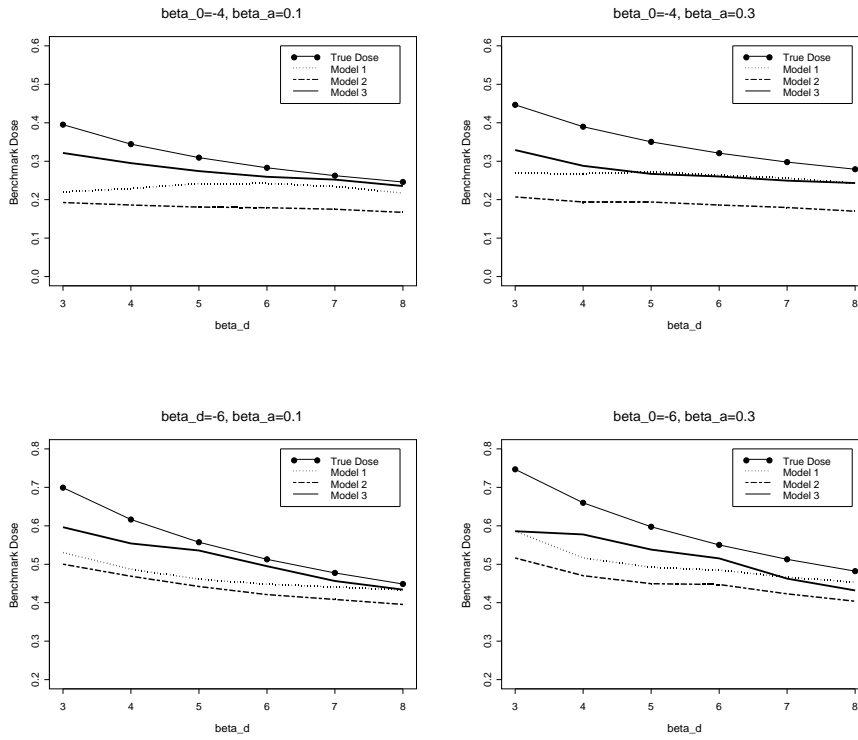 beta_0=-4, beta_a=0.1
Benchmark Dose
0.6
0.5
0.4
0.3
0.2
0.1
0.0
True Dose
Model 1
Model 2
Model 3
3 4 5 6 7 8
beta_d
beta_0=-4, beta_a=0.3
Benchmark Dose
0.6
0.5
0.4
0.3
0.2
0.1
0.0
True Dose
Model 1
Model 2
Model 3
3 4 5 6 7 8
beta_d
beta_d=-6, beta_a=0.1
Benchmark Dose
0.8
0.7
0.6
0.5
0.4
0.3
0.2
True Dose
Model 1
Model 2
Model 3
3 4 5 6 7 8
beta_d
beta_0=-6, beta_a=0.3
Benchmark Dose
0.8
0.7
0.6
0.5
0.4
0.3
0.2
True Dose
Model 1
Model 2
Model 3
3 4 5 6 7 8
beta_d